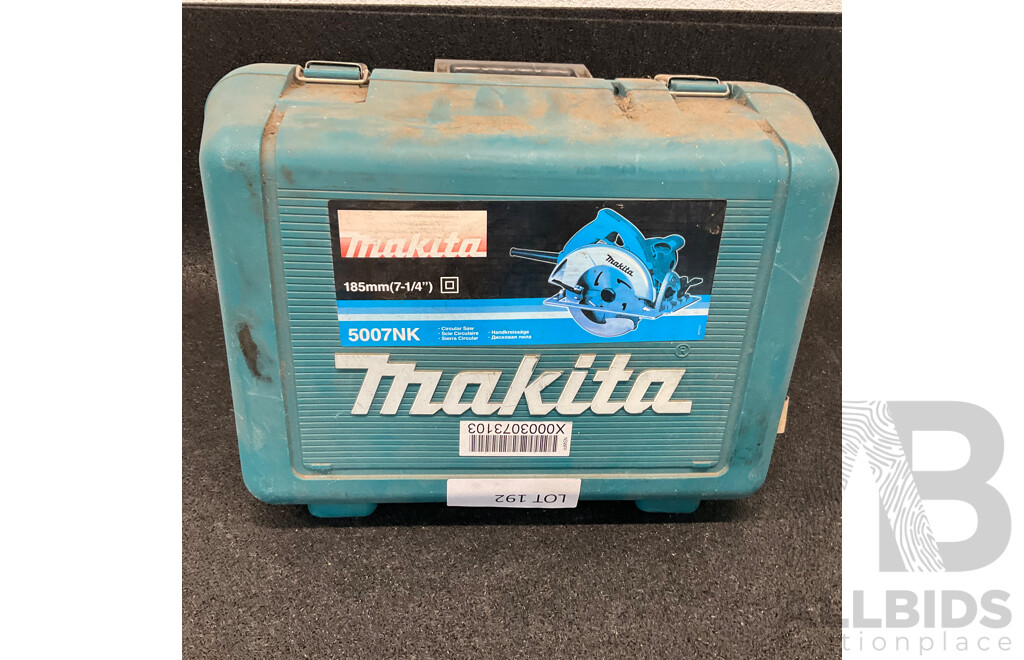 makita
makita
185mm(7-1/4")
5007NK
· Circular Saw
· Scie Circulaire
· Sierra Circular
· Handkreissäge
· Дисковая пила
makita®
X0003073103
LOT 192
ALLBIDS
auctionplace